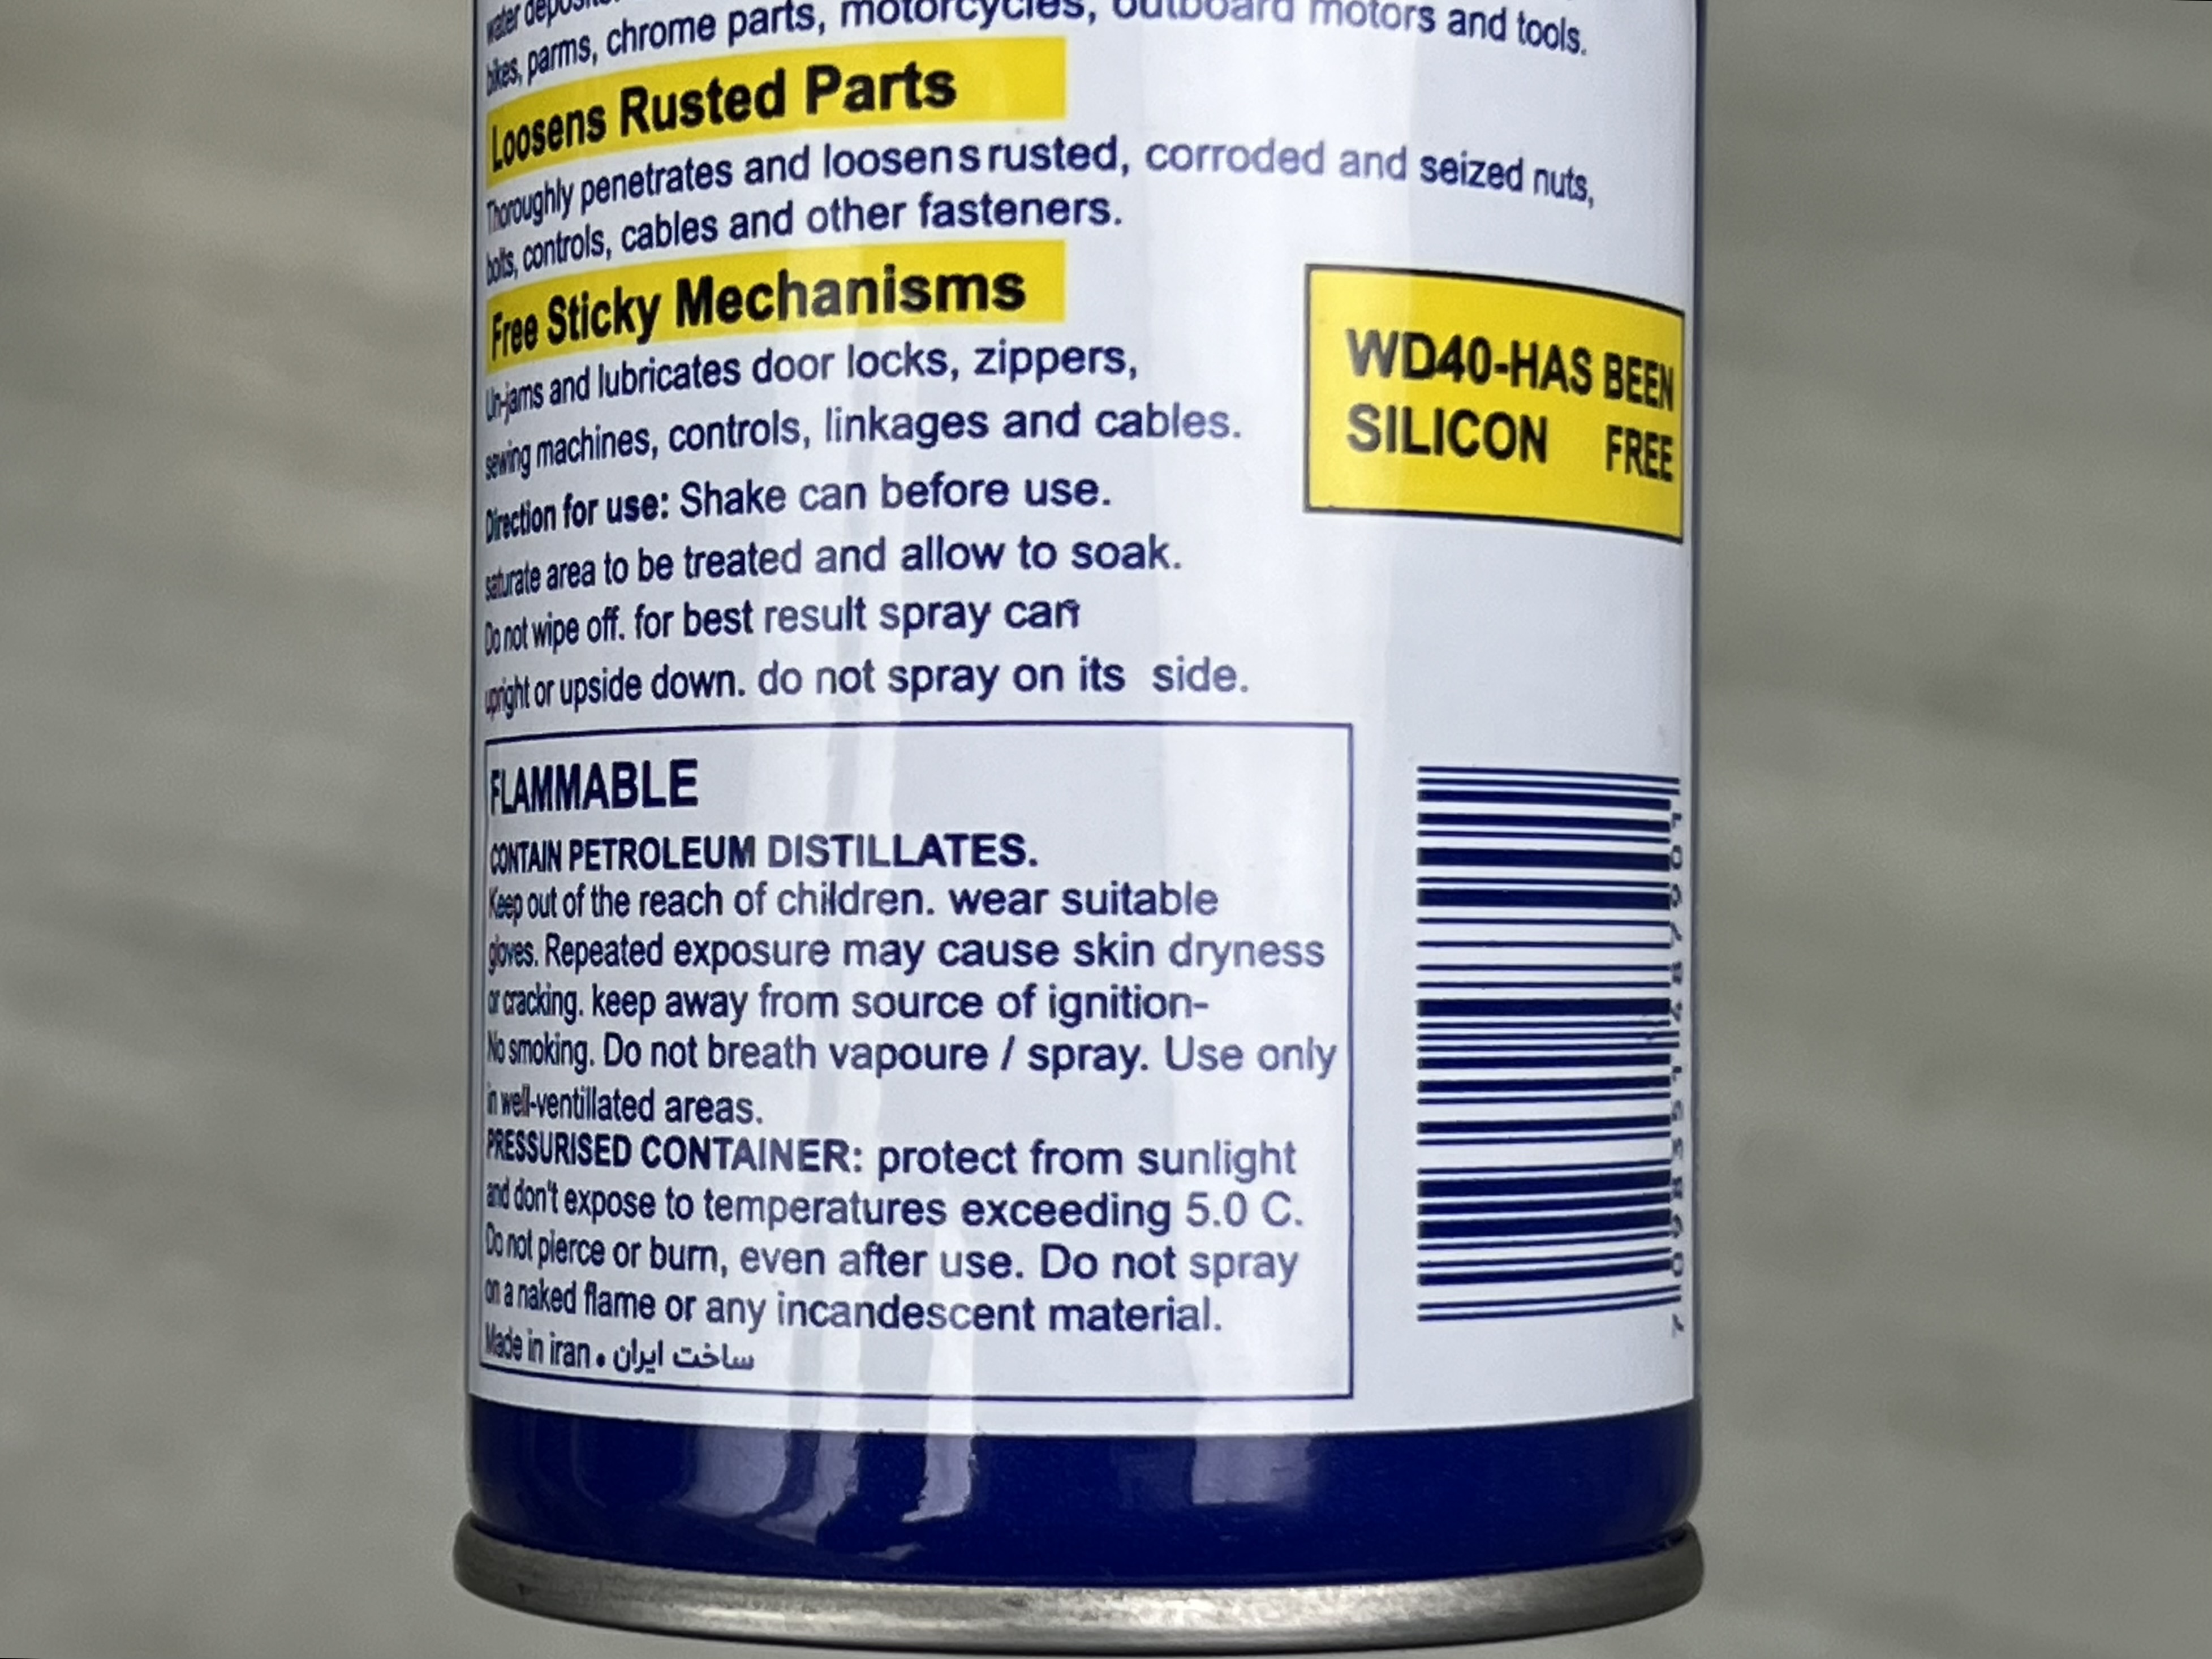 water
bikes, parms, chrome parts, motorcycles, outboard motors and tools.
Loosens Rusted Parts
Thoroughly penetrates and loosens rusted, corroded and seized nuts,
bolts, controls, cables and other fasteners.
Free Sticky Mechanisms
Un-jams and lubricates door locks, zippers,
sewing machines, controls, linkages and cables.
WD40-HAS BEEN
SILICON FREE
Direction for use: Shake can before use.
saturate area to be treated and allow to soak.
Do not wipe off. for best result spray can
upright or upside down. do not spray on its side.
FLAMMABLE
CONTAIN PETROLEUM DISTILLATES.
Keep out of the reach of children. wear suitable
gloves. Repeated exposure may cause skin dryness
or cracking. keep away from source of ignition-
No smoking. Do not breath vapoure / spray. Use only
in well-ventillated areas.
PRESSURISED CONTAINER: protect from sunlight
and don't expose to temperatures exceeding 5.0 C.
Do not pierce or burn, even after use. Do not spray
on a naked flame or any incandescent material.
Made in iran • ساخت ایران